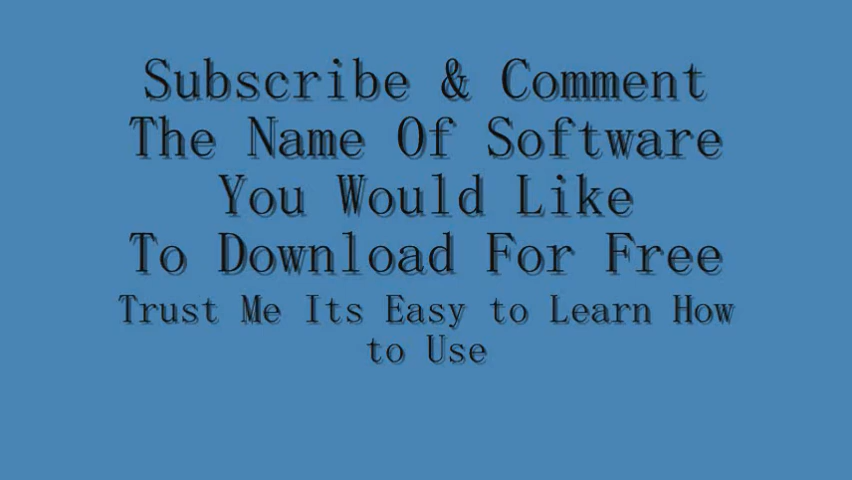 Subscribe & Comment
The Name Of Software
You Would Like
To Download For Free
Trust Me Its Easy to Learn How
to Use